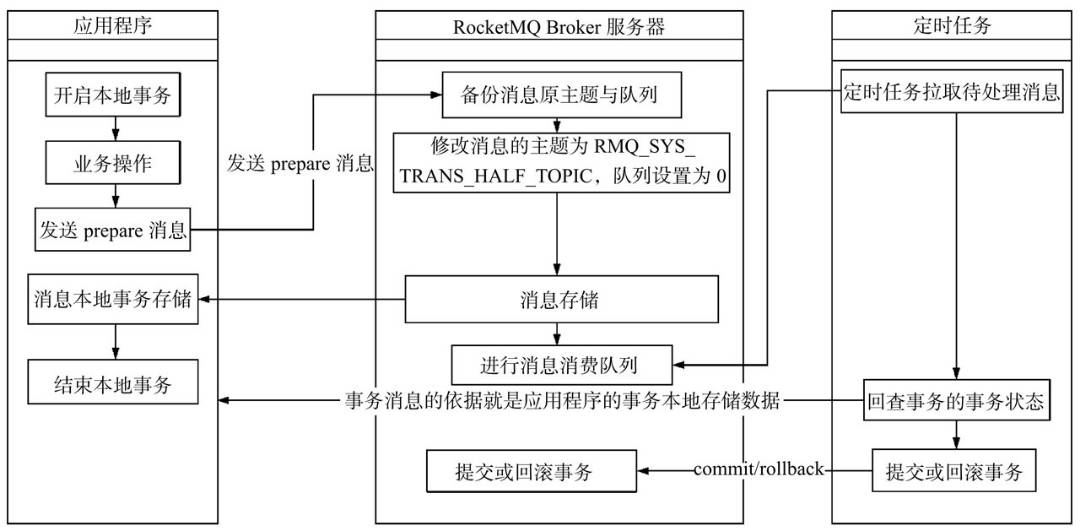 应用程序
开启本地事务
业务操作
发送 prepare 消息
消息本地事务存储
结束本地事务
发送 prepare 消息
RocketMQ Broker 服务器
备份消息原主题与队列
修改消息的主题为 RMQ_SYS_
TRANS_HALF_TOPIC，队列设置为 0
消息存储
进行消息消费队列
事务消息的依据就是应用程序的事务本地存储数据
提交或回滚事务
commit/rollback
定时任务
定时任务拉取待处理消息
回查事务的事务状态
提交或回滚事务